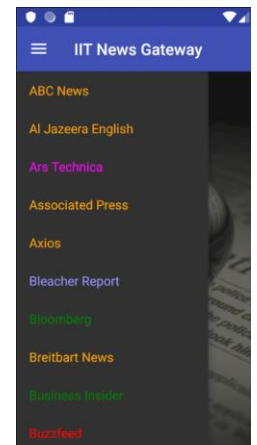 IIT News Gateway
ABC News
Al Jazeera English
Ars Technica
Associated Press
Axios
Bleacher Report
Bloomberg
Breitbart News
Business Insider
Buzzfeed